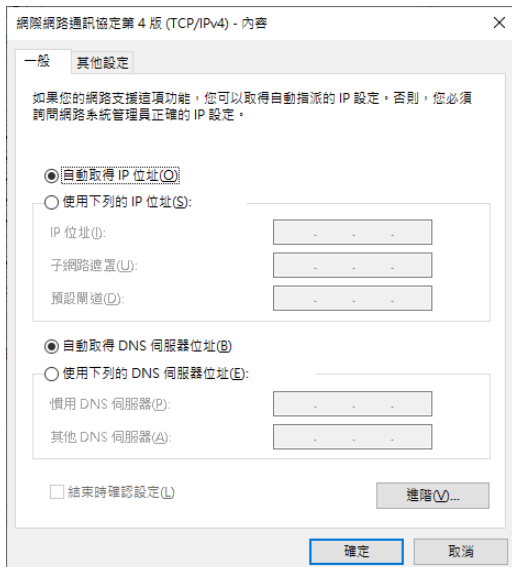 網際網路通訊協定第 4 版 (TCP/IPv4) - 內容
一般
其他設定
如果您的網路支援這項功能，您可以取得自動指派的 IP 設定。否則，您必須
詢問網路系統管理員正確的 IP 設定。
自動取得 IP 位址(O)
使用下列的 IP 位址(S):
IP 位址(I):
子網路遮罩(U):
預設閘道(D):
自動取得 DNS 伺服器位址(B)
使用下列的 DNS 伺服器位址(E):
慣用 DNS 伺服器(P):
其他 DNS 伺服器(A):
結束時確認設定(L)
進階(V)...
確定
取消